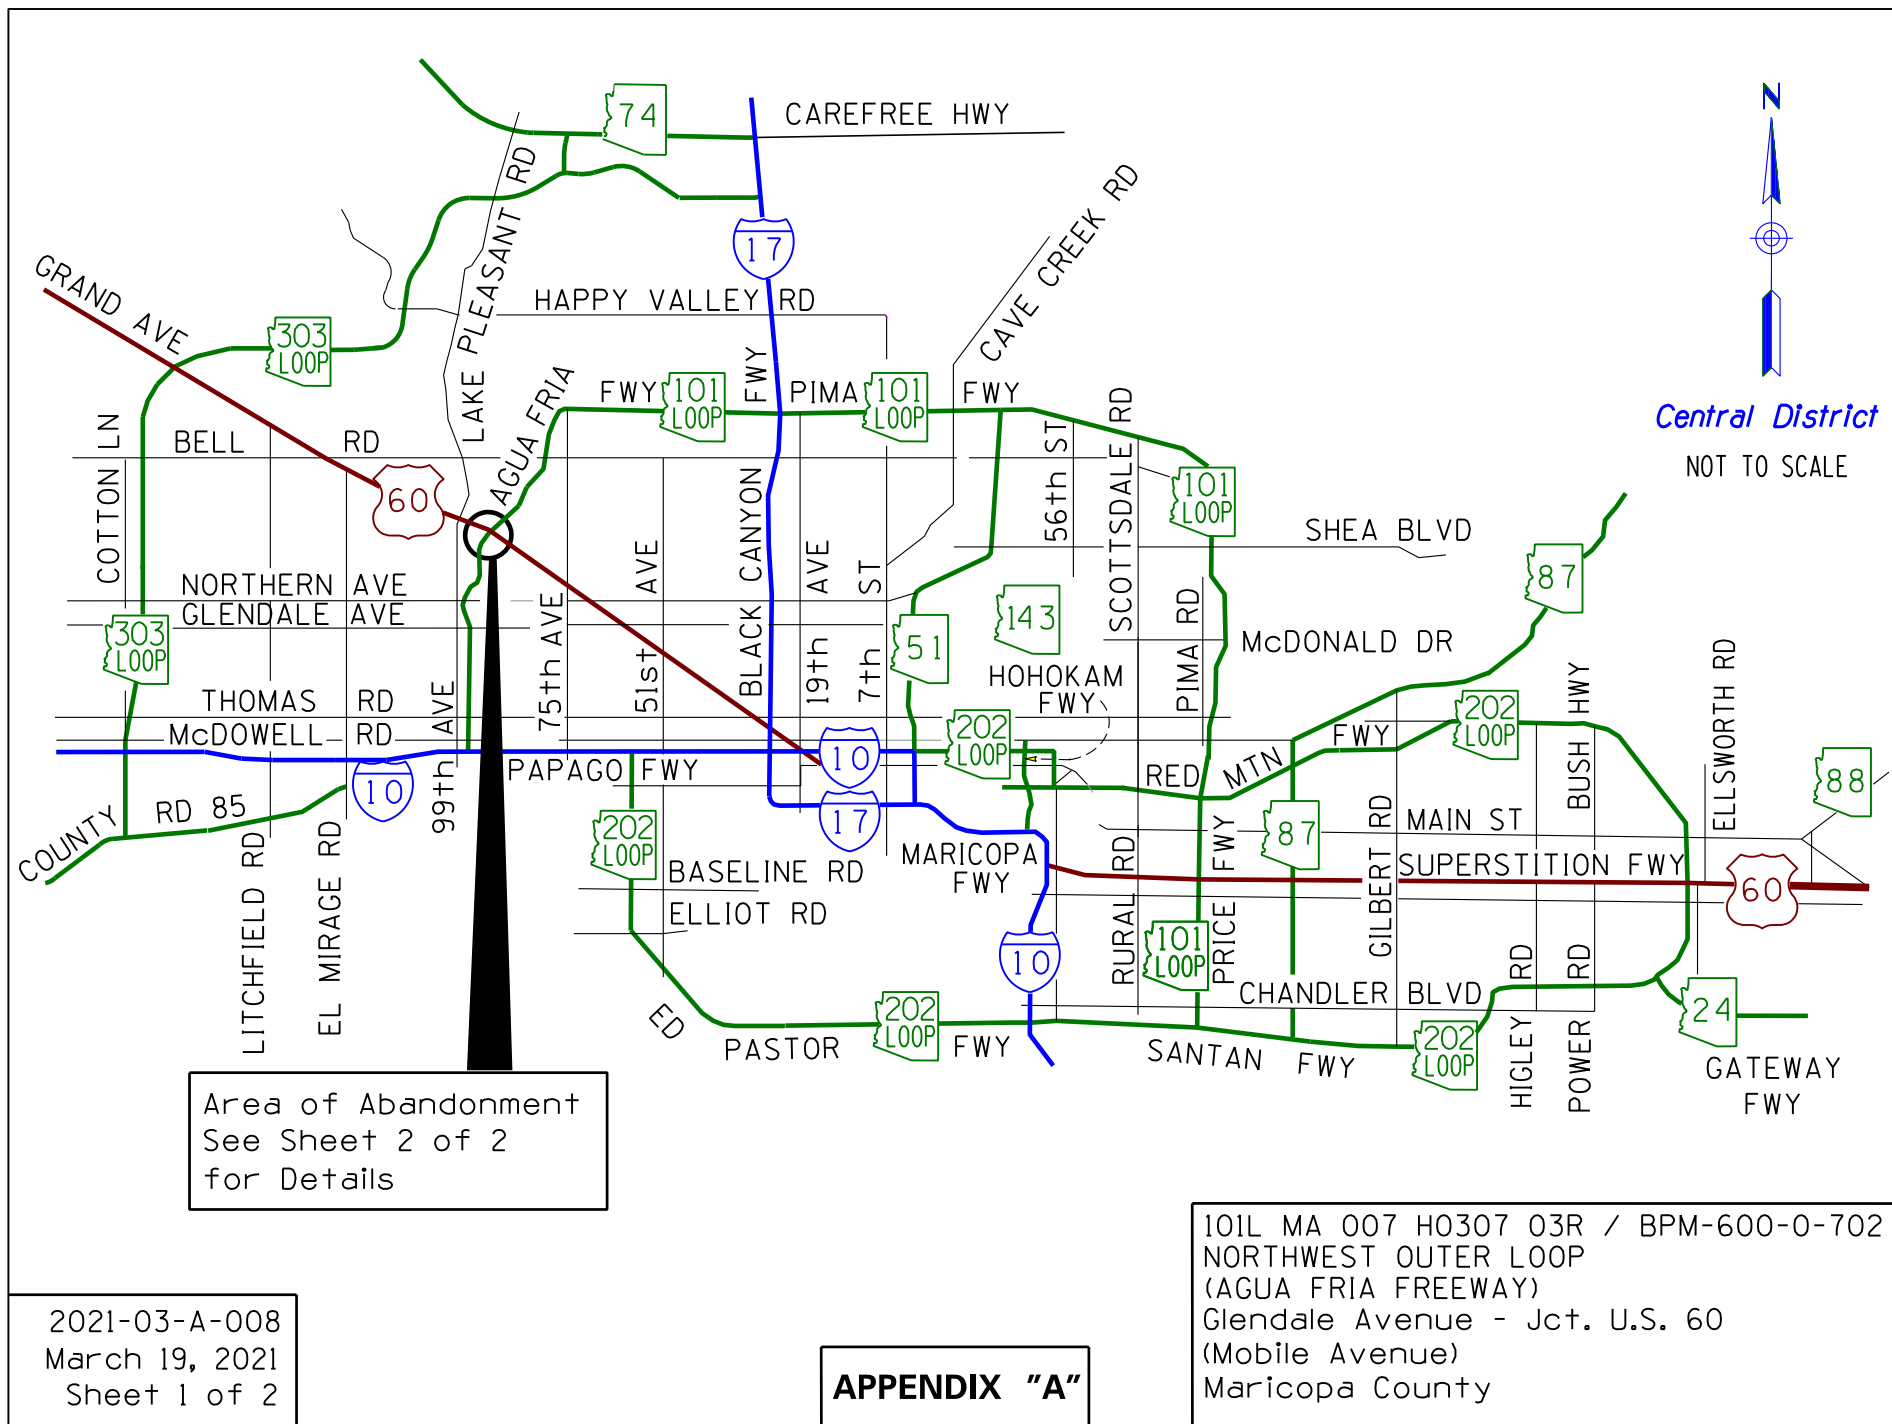 74
CAREFREE HWY
N
LAKE PLEASANT RD
CAVE CREEK RD
17
GRAND AVE
HAPPY VALLEY RD
303
LOOP
Central District
NOT TO SCALE
AGUA FRIA
FWY
101
LOOP
FWY
PIMA
101
LOOP
FWY
COTTON LN
BELL RD
60
BLACK CANYON
56th ST
SCOTTSDALE RD
101
LOOP
SHEA BLVD
87
NORTHERN AVE
GLENDALE AVE
303
LOOP
75th AVE
51st AVE
19th AVE
7th ST
51
143
HOHOKAM
FWY
PIMA RD
McDONALD DR
THOMAS RD
McDOWELL RD
99th AVE
PAPAGO FWY
10
10
202
LOOP
RED MTN FWY
202
LOOP
BUSH HWY
ELLSWORTH RD
88
COUNTY RD 85
LITCHFIELD RD
EL MIRAGE RD
202
LOOP
17
MARICOPA
FWY
BASELINE RD
ELLIOT RD
RURAL RD
PRICE FWY
87
GILBERT RD
MAIN ST
SUPERSTITION FWY
60
10
101
LOOP
CHANDLER BLVD
HIGLEY RD
POWER RD
24
GATEWAY
FWY
ED PASTOR
202
LOOP
FWY
SANTAN FWY
202
LOOP
Area of Abandonment
See Sheet 2 of 2
for Details
101L MA 007 H0307 03R / BPM-600-0-702
NORTHWEST OUTER LOOP
(AGUA FRIA FREEWAY)
Glendale Avenue - Jct. U.S. 60
(Mobile Avenue)
Maricopa County
2021-03-A-008
March 19, 2021
Sheet 1 of 2
APPENDIX "A"